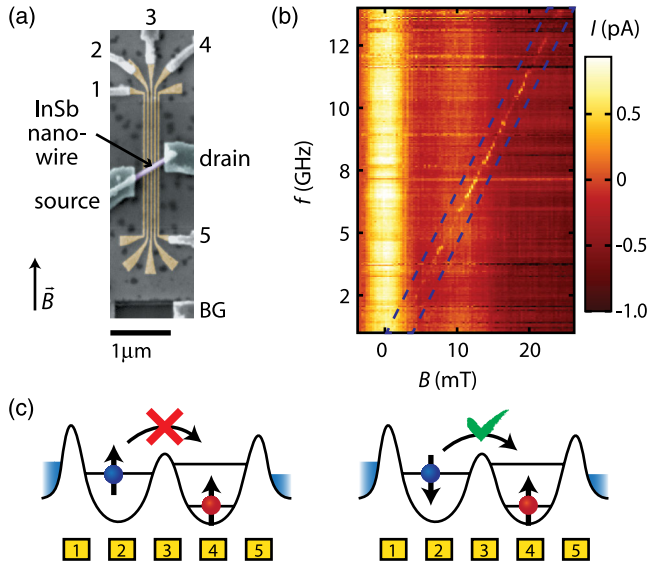 (a)
3
2
4
1
InSb
nano-
wire
drain
source
5
B
BG
1μm
(b)
I (pA)
12
10
8
5
2
f (GHz)
0
10
20
B (mT)
0.5
0
-0.5
-1.0
(c)
1 2 3 4 5
1 2 3 4 5